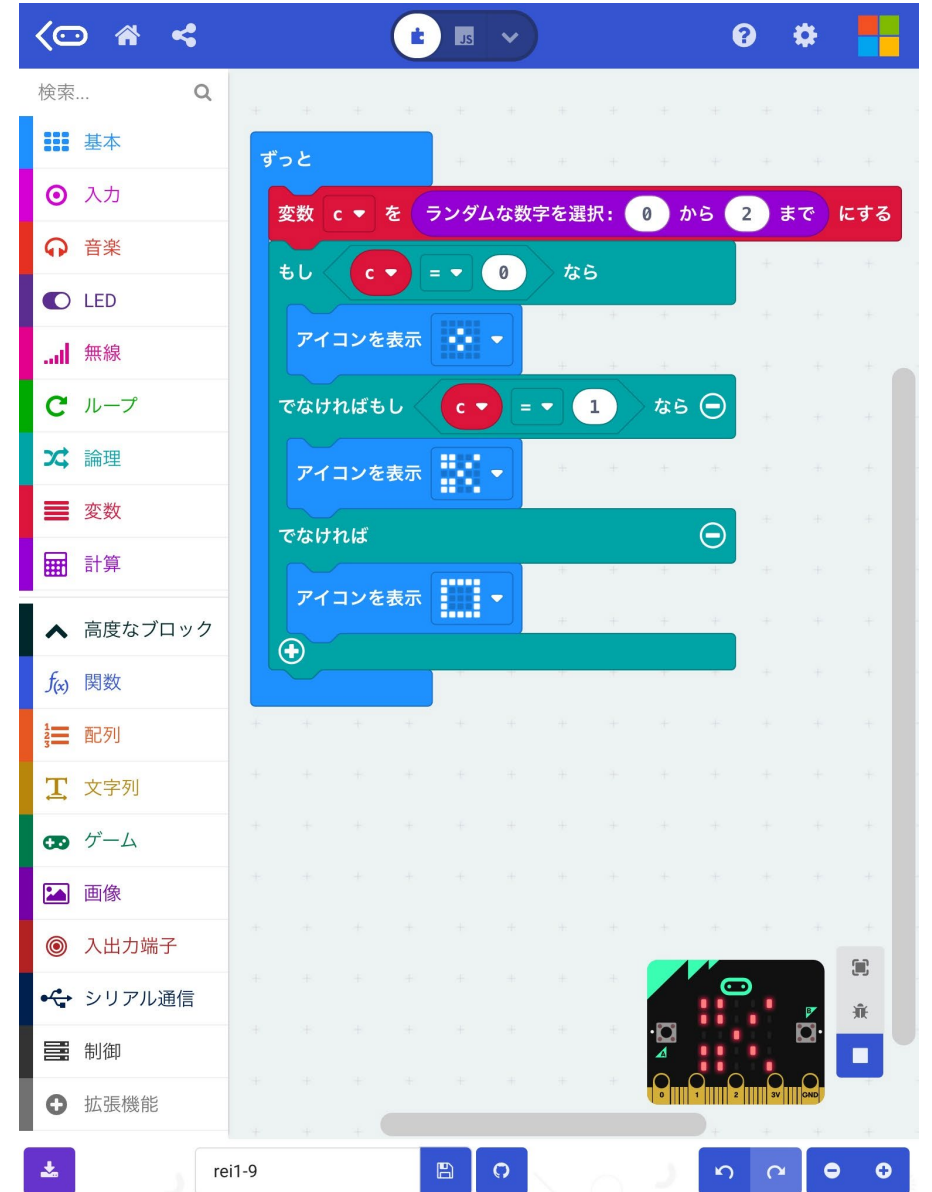 JS
検索...
基本
入力
音楽
LED
無線
ループ
論理
変数
計算
高度なブロック
関数
配列
文字列
ゲーム
画像
入出力端子
シリアル通信
制御
拡張機能
ずっと
変数 c を ランダムな数字を選択: 0 から 2 まで にする
もし c = 0 なら
アイコンを表示
でなければもし c = 1 なら
アイコンを表示
でなければ
アイコンを表示
A
B
0 1 2 3V GND
rei1-9